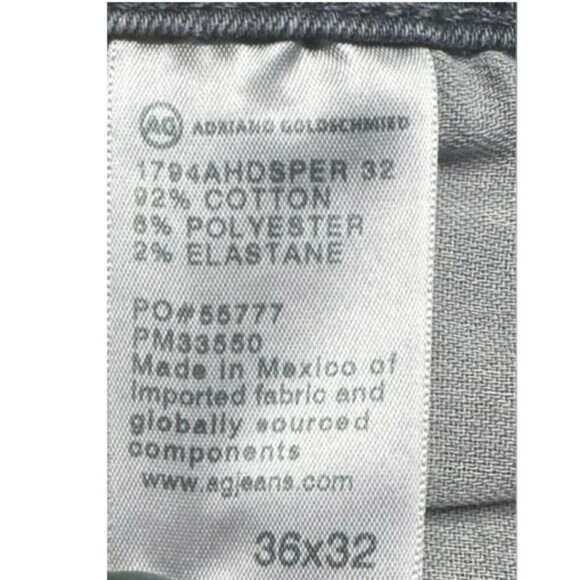 AG ADRIANO GOLDSCHMIED
1794AHDSPER 32
92% COTTON
6% POLYESTER
2% ELASTANE
PO#55777
PM33550
Made in Mexico of
Imported fabric and
globally sourced
components
www.agjeans.com
36x32